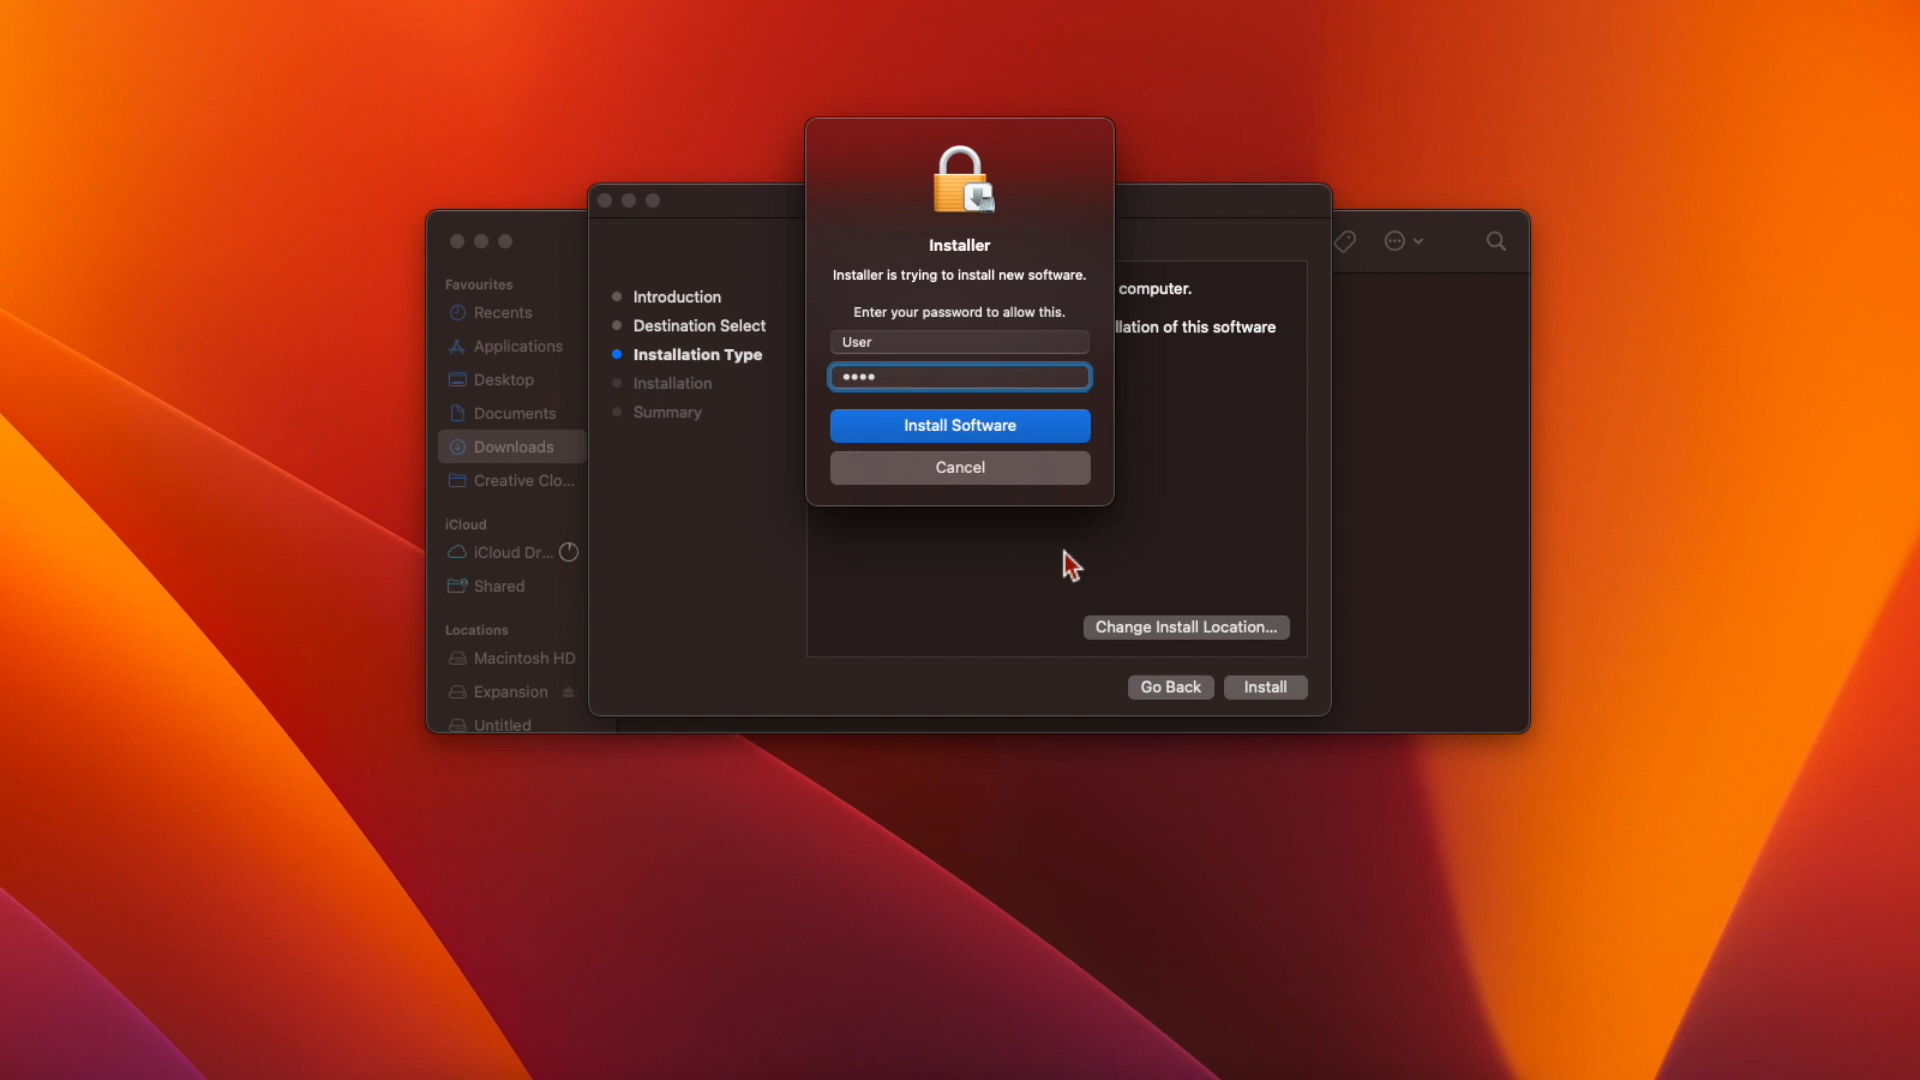 Installer
Installer is trying to install new software.
Enter your password to allow this.
User
Install Software
Cancel
Introduction
Destination Select
Installation Type
Installation
Summary
computer.
llation of this software
Change Install Location...
Go Back
Install
Favourites
Recents
Applications
Desktop
Documents
Downloads
Creative Clo...
iCloud
iCloud Dr...
Shared
Locations
Macintosh HD
Expansion
Untitled